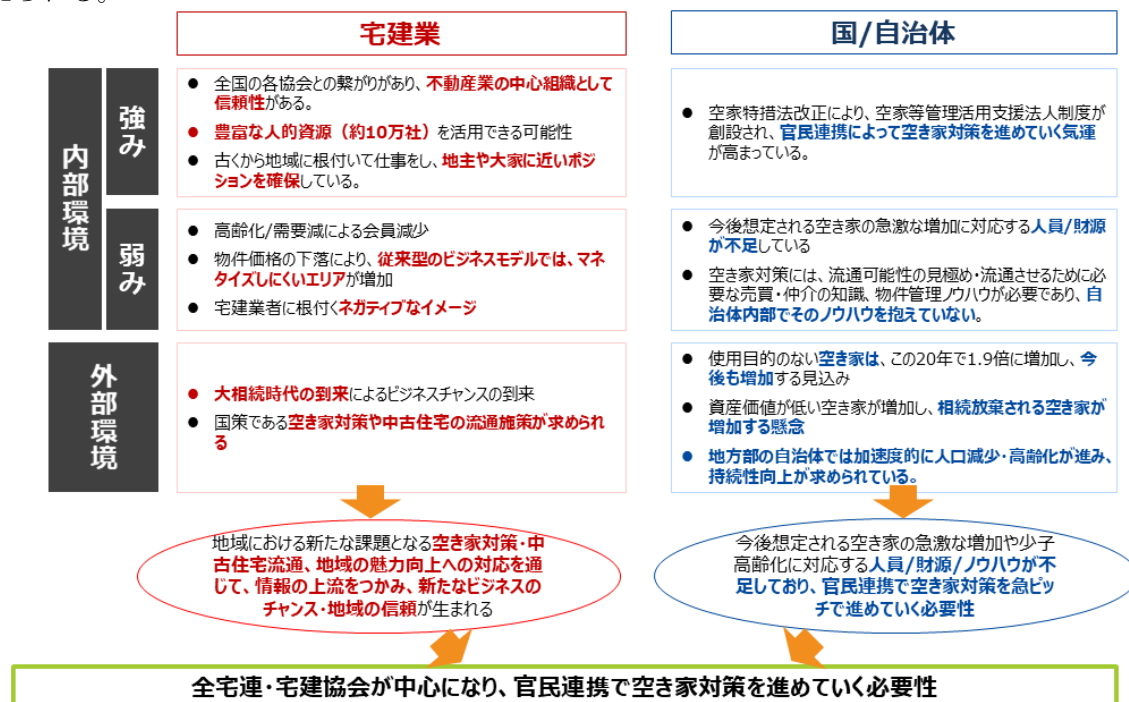 宅建業
国/自治体
内部環境
強み
● 全国の各協会との繋がりがあり、不動産業の中心組織として
信頼性がある。
● 豊富な人的資源（約10万社）を活用できる可能性
● 古くから地域に根付いて仕事をし、地主や大家に近いポジ
ションを確保している。
● 空家特措法改正により、空家等管理活用支援法人制度が
創設され、官民連携によって空き家対策を進めていく気運
が高まっている。
弱み
● 高齢化/需要減による会員減少
● 物件価格の下落により、従来型のビジネスモデルでは、マネ
タイズしにくいエリアが増加
● 宅建業者に根付くネガティブなイメージ
● 今後想定される空き家の急激な増加に対応する人員/財源
が不足している
● 空き家対策には、流通可能性の見極め・流通させるために必
要な売買・仲介の知識、物件管理ノウハウが必要であり、自
治体内部でそのノウハウを抱えていない。
外部環境
● 大相続時代の到来によるビジネスチャンスの到来
● 国策である空き家対策や中古住宅の流通施策が求められ
る
● 使用目的のない空き家は、この20年で1.9倍に増加し、今
後も増加する見込み
● 資産価値が低い空き家が増加し、相続放棄される空き家が
増加する懸念
● 地方部の自治体では加速度的に人口減少・高齢化が進み、
持続性向上が求められている。
地域における新たな課題となる空き家対策・中
古住宅流通、地域の魅力向上への対応を通
じて、情報の上流をつかみ、新たなビジネスの
チャンス・地域の信頼が生まれる
今後想定される空き家の急激な増加や少子
高齢化に対応する人員/財源/ノウハウが不
足しており、官民連携で空き家対策を急ピッ
チで進めていく必要性
全宅連・宅建協会が中心になり、官民連携で空き家対策を進めていく必要性